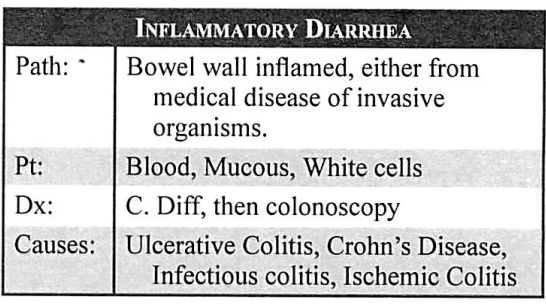 INFLAMMATORY DIARRHEA
Path: Bowel wall inflamed, either from
medical disease of invasive
organisms.
Pt: Blood, Mucous, White cells
Dx: C. Diff, then colonoscopy
Causes: Ulcerative Colitis, Crohn's Disease,
Infectious colitis, Ischemic Colitis